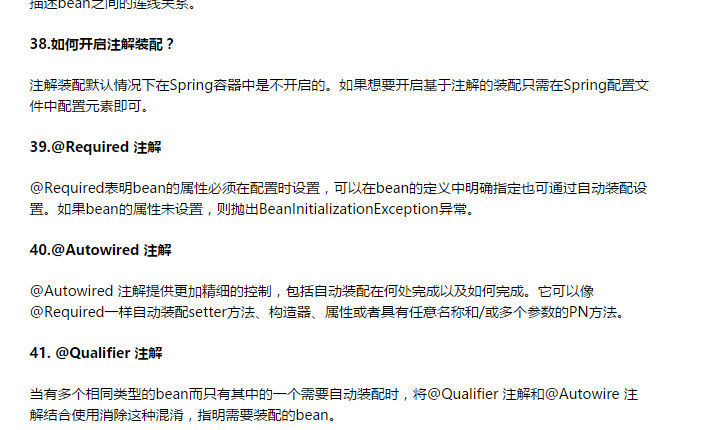 描述bean之间的连线关系。
38.如何开启注解装配？
注解装配默认情况下在Spring容器中是不开启的。如果想要开启基于注解的装配只需在Spring配置文
件中配置元素即可。
39.@Required 注解
@Required表明bean的属性必须在配置时设置，可以在bean的定义中明确指定也可通过自动装配设
置。如果bean的属性未设置，则抛出BeanInitializationException异常。
40.@Autowired 注解
@Autowired 注解提供更加精细的控制，包括自动装配在何处完成以及如何完成。它可以像
@Required一样自动装配setter方法、构造器、属性或者具有任意名称和/或多个参数的PN方法。
41. @Qualifier 注解
当有多个相同类型的bean而只有其中的一个需要自动装配时，将@Qualifier 注解和@Autowire 注
解结合使用消除这种混淆，指明需要装配的bean。